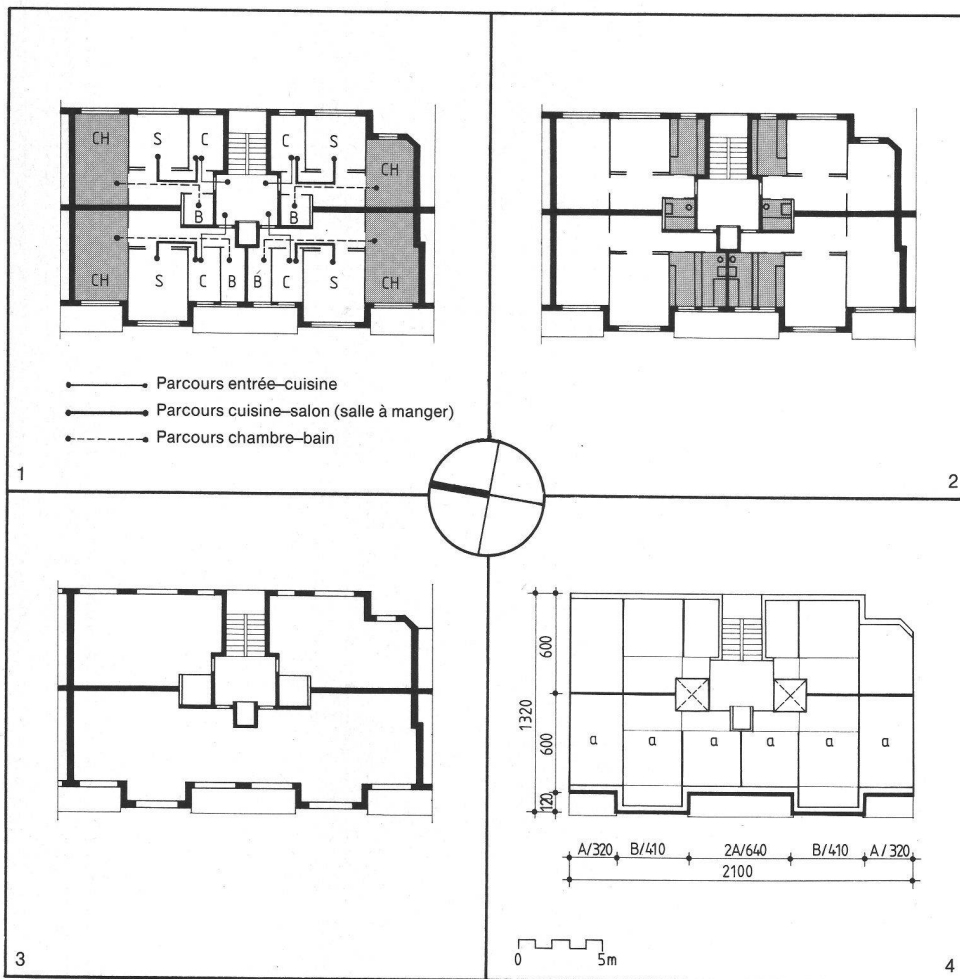 CH S C C S CH
B B
CH S C B B C S CH
Parcours entrée–cuisine
Parcours cuisine–salon (salle à manger)
Parcours chambre–bain
1
2
3
600
1320
600
120
a a a a a a
A/320 B/410 2A/640 B/410 A/320
2100
0 5m
4